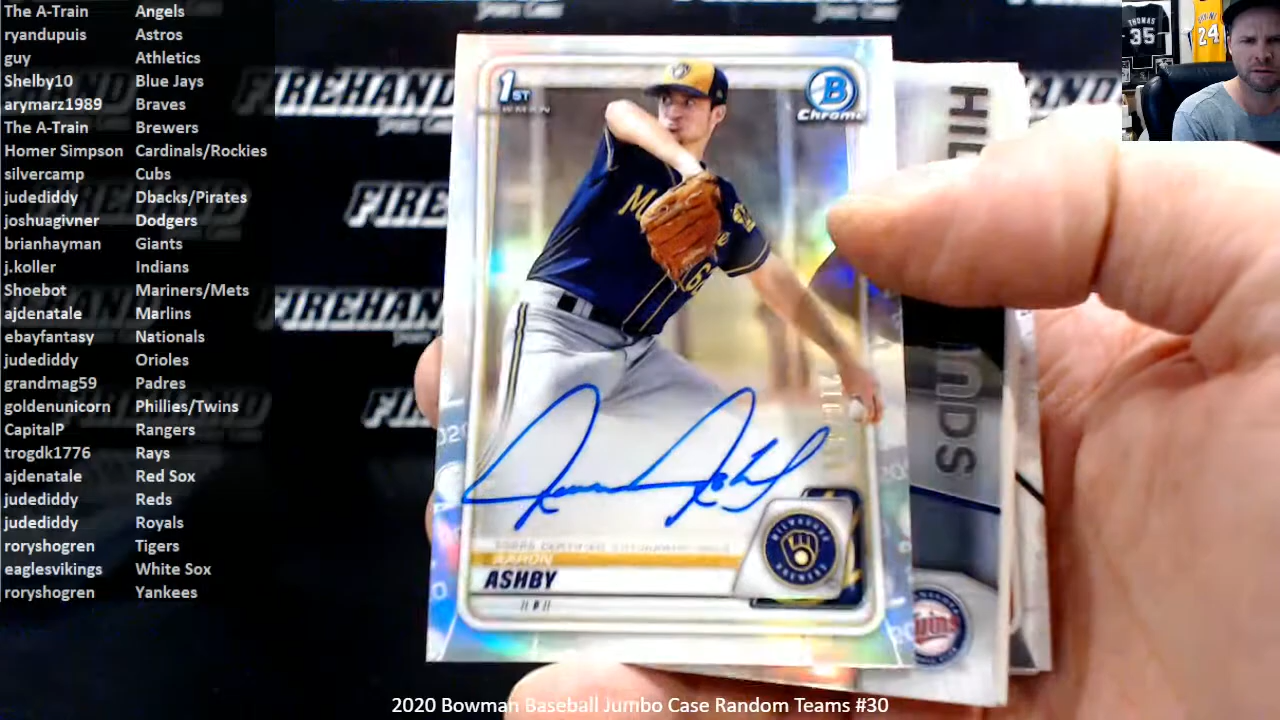 The A-Train Angels
ryandupuis Astros
guy Athletics
Shelby10 Blue Jays
arymarz1989 Braves
The A-Train Brewers
Homer Simpson Cardinals/Rockies
silvercamp Cubs
judediddy Dbacks/Pirates
joshuagivner Dodgers
brianhayman Giants
j.koller Indians
Shoebot Mariners/Mets
ajdenatale Marlins
ebayfantasy Nationals
judediddy Orioles
grandmag59 Padres
goldenunicorn Phillies/Twins
CapitalP Rangers
trogdk1776 Rays
ajdenatale Red Sox
judediddy Reds
judediddy Royals
roryshogren Tigers
eaglesvikings White Sox
roryshogren Yankees
1ST
B
Chrome
AARON
ASHBY
// P //
MILWAUKEE
BREWERS
THOMAS
35
24
2020 Bowman Baseball Jumbo Case Random Teams #30